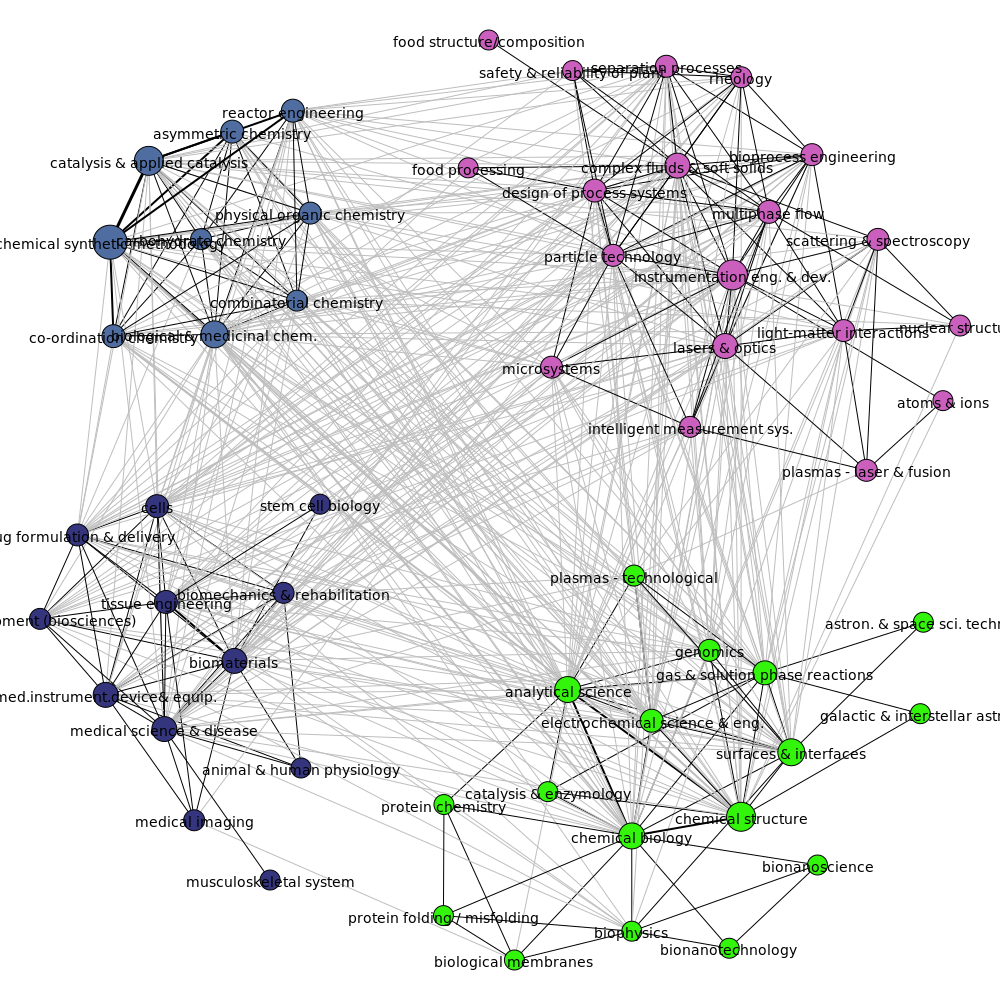 food structure/composition
separation processes
safety & reliability of plant
rheology
reactor engineering
asymmetric chemistry
bioprocess engineering
catalysis & applied catalysis
complex fluids & soft solids
food processing
design of process systems
physical organic chemistry
multiphase flow
scattering & spectroscopy
chemical synthetic methodology
carbohydrate chemistry
particle technology
instrumentation eng. & dev.
combinatorial chemistry
nuclear structu
light-matter interactions
co-ordination chemistry
biological & medicinal chem.
lasers & optics
microsystems
atoms & ions
intelligent measurement sys.
plasmas - laser & fusion
cells
stem cell biology
ug formulation & delivery
plasmas - technological
biomechanics & rehabilitation
tissue engineering
pment (biosciences)
astron. & space sci. techn
genomics
biomaterials
gas & solution phase reactions
analytical science
med.instrument.device& equip.
galactic & interstellar astr
electrochemical science & eng.
medical science & disease
surfaces & interfaces
animal & human physiology
catalysis & enzymology
protein chemistry
chemical structure
medical imaging
chemical biology
bionanoscience
musculoskeletal system
protein folding / misfolding
biophysics
bionanotechnology
biological membranes